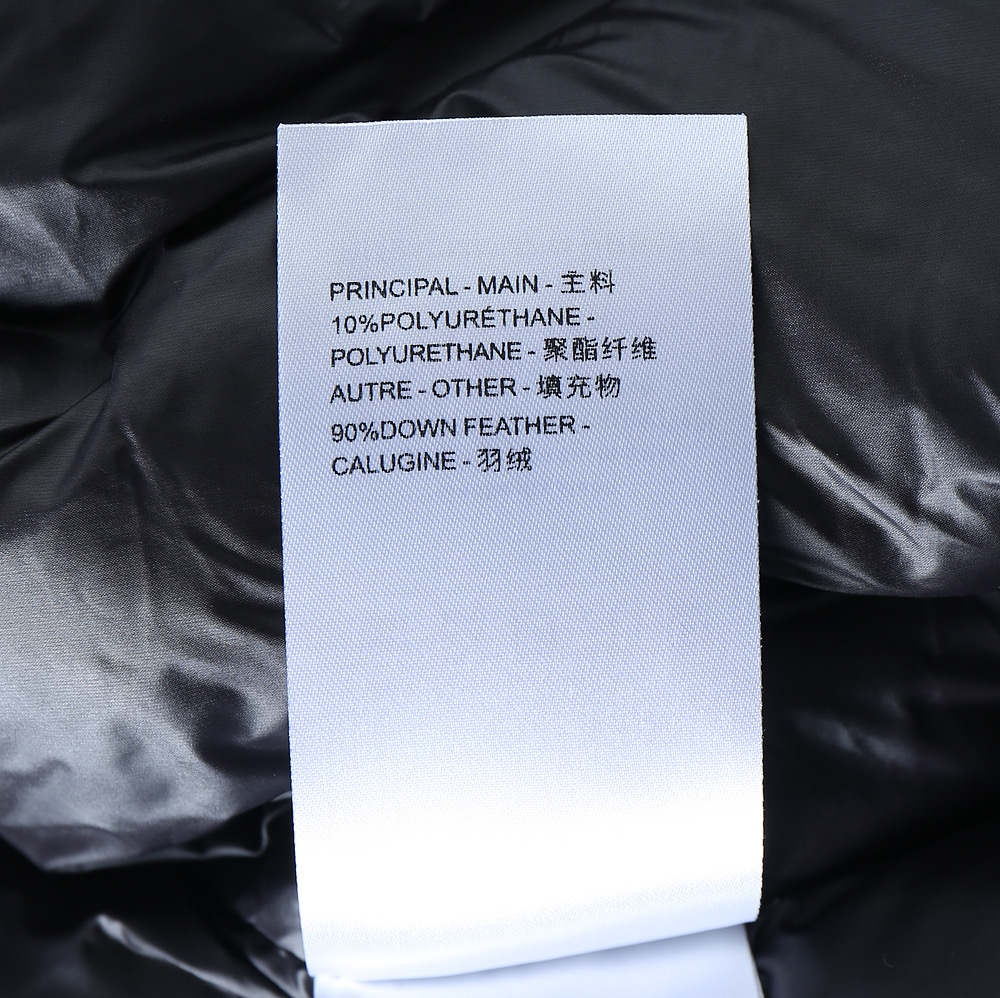 PRINCIPAL - MAIN - 主料
10%POLYURÉTHANE -
POLYURETHANE - 聚酯纤维
AUTRE - OTHER - 填充物
90%DOWN FEATHER -
CALUGINE - 羽绒